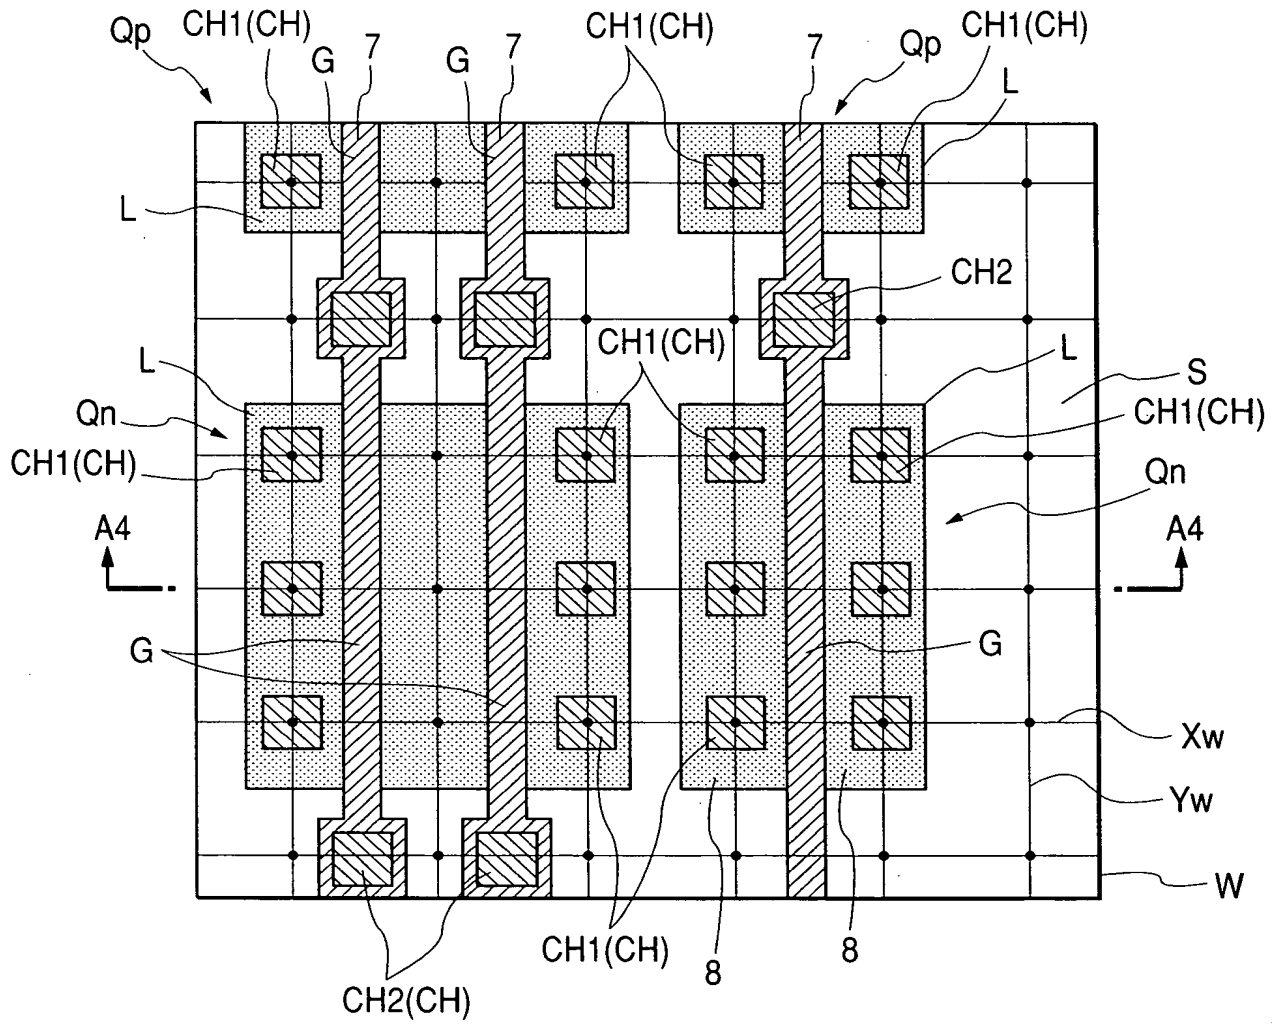 CH1(CH)
CH1(CH)
CH1(CH)
Qp
G
7
G
7
7
Qp
L
L
CH2
CH1(CH)
L
L
S
Qn
CH1(CH)
CH1(CH)
Qn
A4
A4
G
G
Xw
Yw
W
CH1(CH)
8
8
CH2(CH)